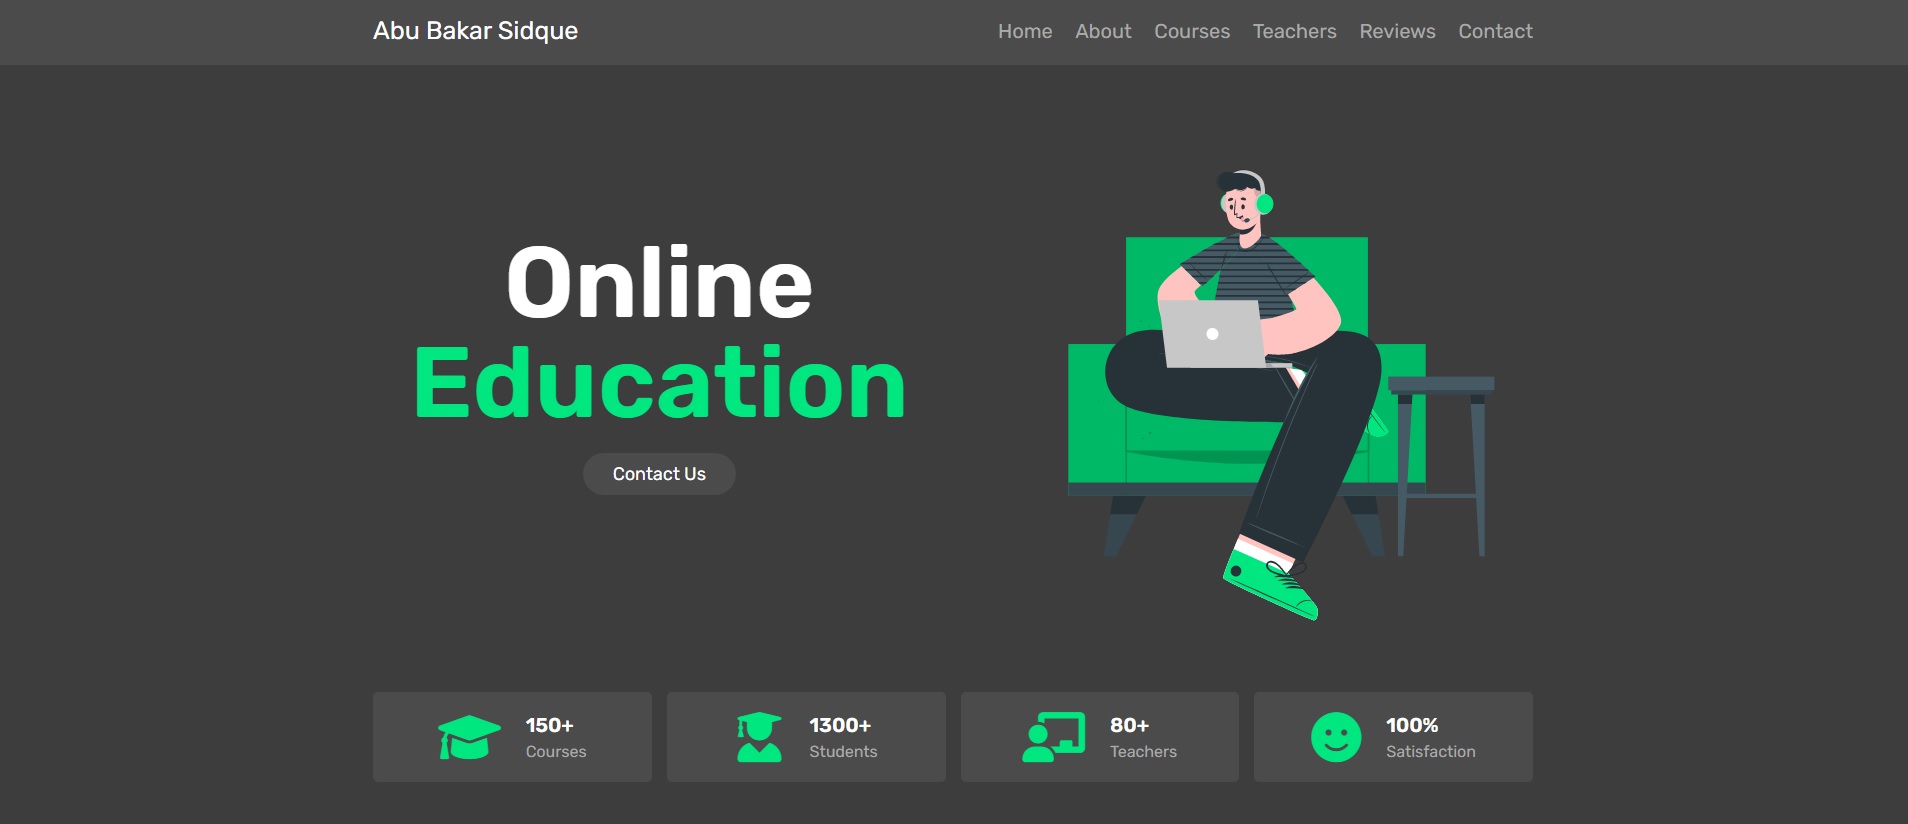 Abu Bakar Sidque
Home About Courses Teachers Reviews Contact
Online
Education
Contact Us
150+
Courses
1300+
Students
80+
Teachers
100%
Satisfaction